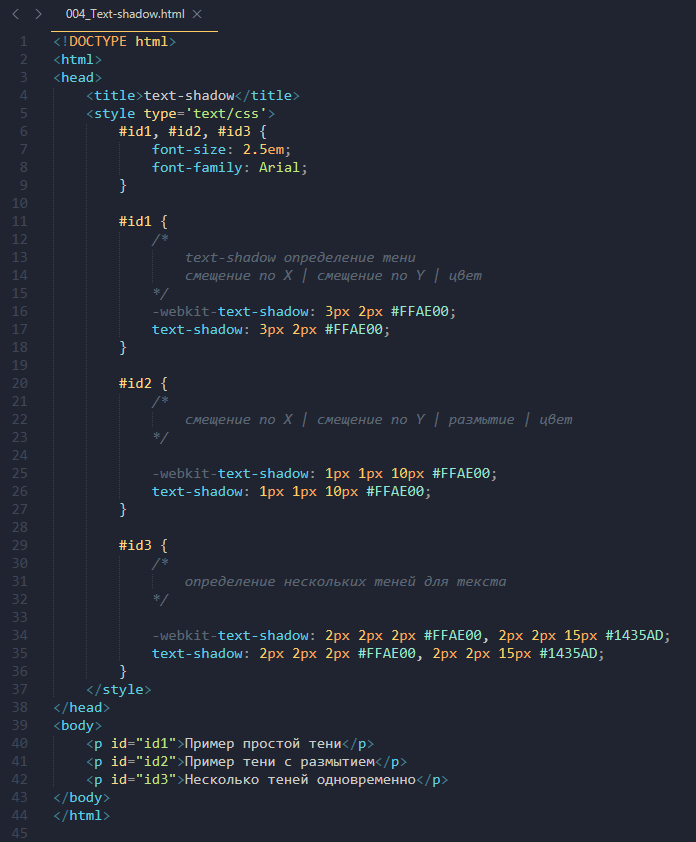 004_Text-shadow.html
1 <!DOCTYPE html>
2 <html>
3 <head>
4     <title>text-shadow</title>
5     <style type='text/css'>
6         #id1, #id2, #id3 {
7             font-size: 2.5em;
8             font-family: Arial;
9         }
10
11         #id1 {
12             /*
13                 text-shadow определение тени
14                 смещение по X | смещение по Y | цвет
15             */
16             -webkit-text-shadow: 3px 2px #FFAE00;
17             text-shadow: 3px 2px #FFAE00;
18         }
19
20         #id2 {
21             /*
22                 смещение по X | смещение по Y | размытие | цвет
23             */
24
25             -webkit-text-shadow: 1px 1px 10px #FFAE00;
26             text-shadow: 1px 1px 10px #FFAE00;
27         }
28
29         #id3 {
30             /*
31                 определение нескольких теней для текста
32             */
33
34             -webkit-text-shadow: 2px 2px 2px #FFAE00, 2px 2px 15px #1435AD;
35             text-shadow: 2px 2px 2px #FFAE00, 2px 2px 15px #1435AD;
36         }
37     </style>
38 </head>
39 <body>
40     <p id="id1">Пример простой тени</p>
41     <p id="id2">Пример тени с размытием</p>
42     <p id="id3">Несколько теней одновременно</p>
43 </body>
44 </html>
45